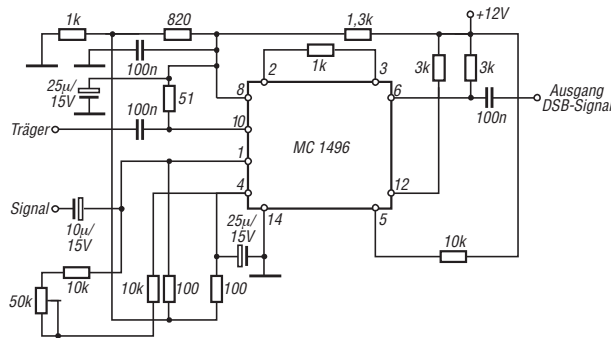 1k
820
1,3k
+12V
100n
2
1k
3
3k
3k
25µ/
15V
51
8
6
Ausgang
DSB-Signal
100n
100n
Träger
10
MC 1496
1
4
12
Signal
14
5
10µ/
15V
25µ/
15V
10k
10k
50k
10k
100
100